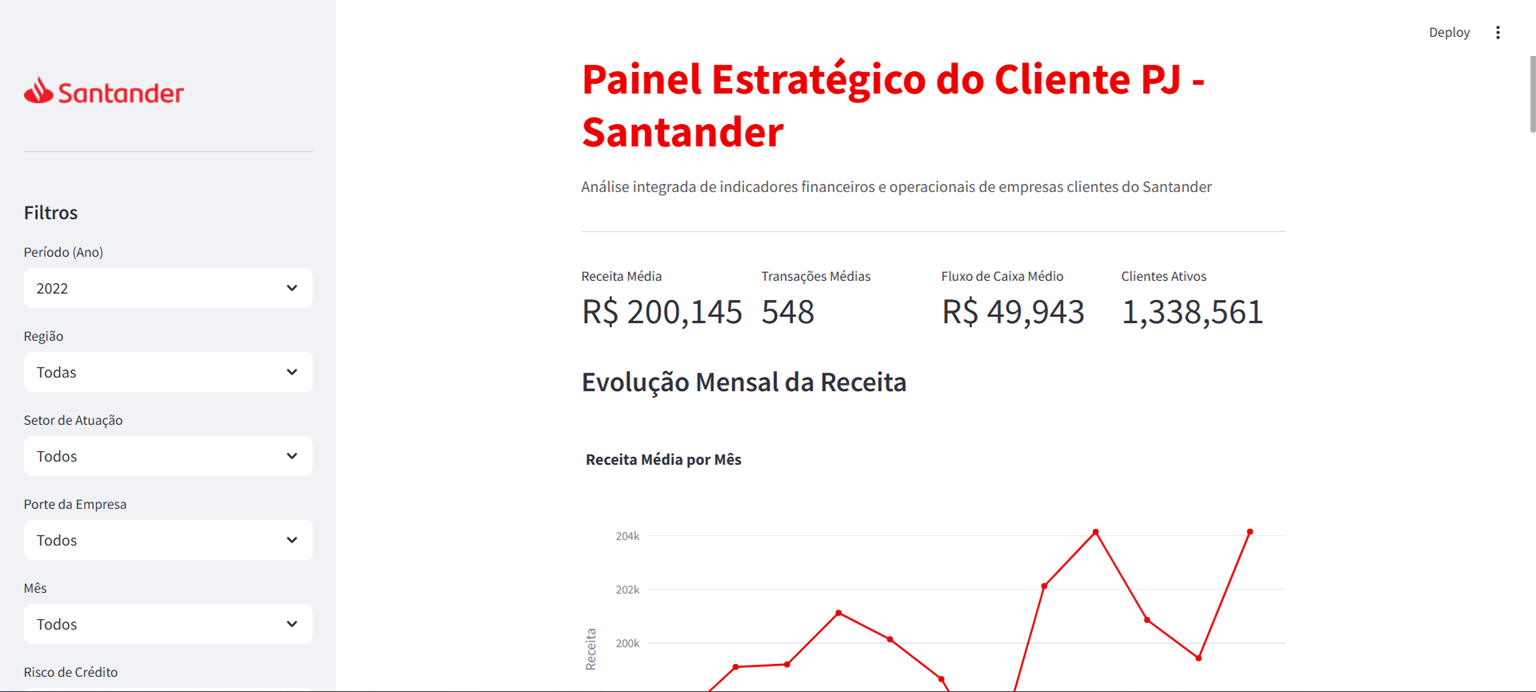 Deploy
Santander
Filtros
Período (Ano)
2022
Região
Todas
Setor de Atuação
Todos
Porte da Empresa
Todos
Mês
Todos
Risco de Crédito
Painel Estratégico do Cliente PJ -
Santander
Análise integrada de indicadores financeiros e operacionais de empresas clientes do Santander
Receita Média
R$ 200,145
Transações Médias
548
Fluxo de Caixa Médio
R$ 49,943
Clientes Ativos
1,338,561
Evolução Mensal da Receita
Receita Média por Mês
204k
202k
200k
Receita